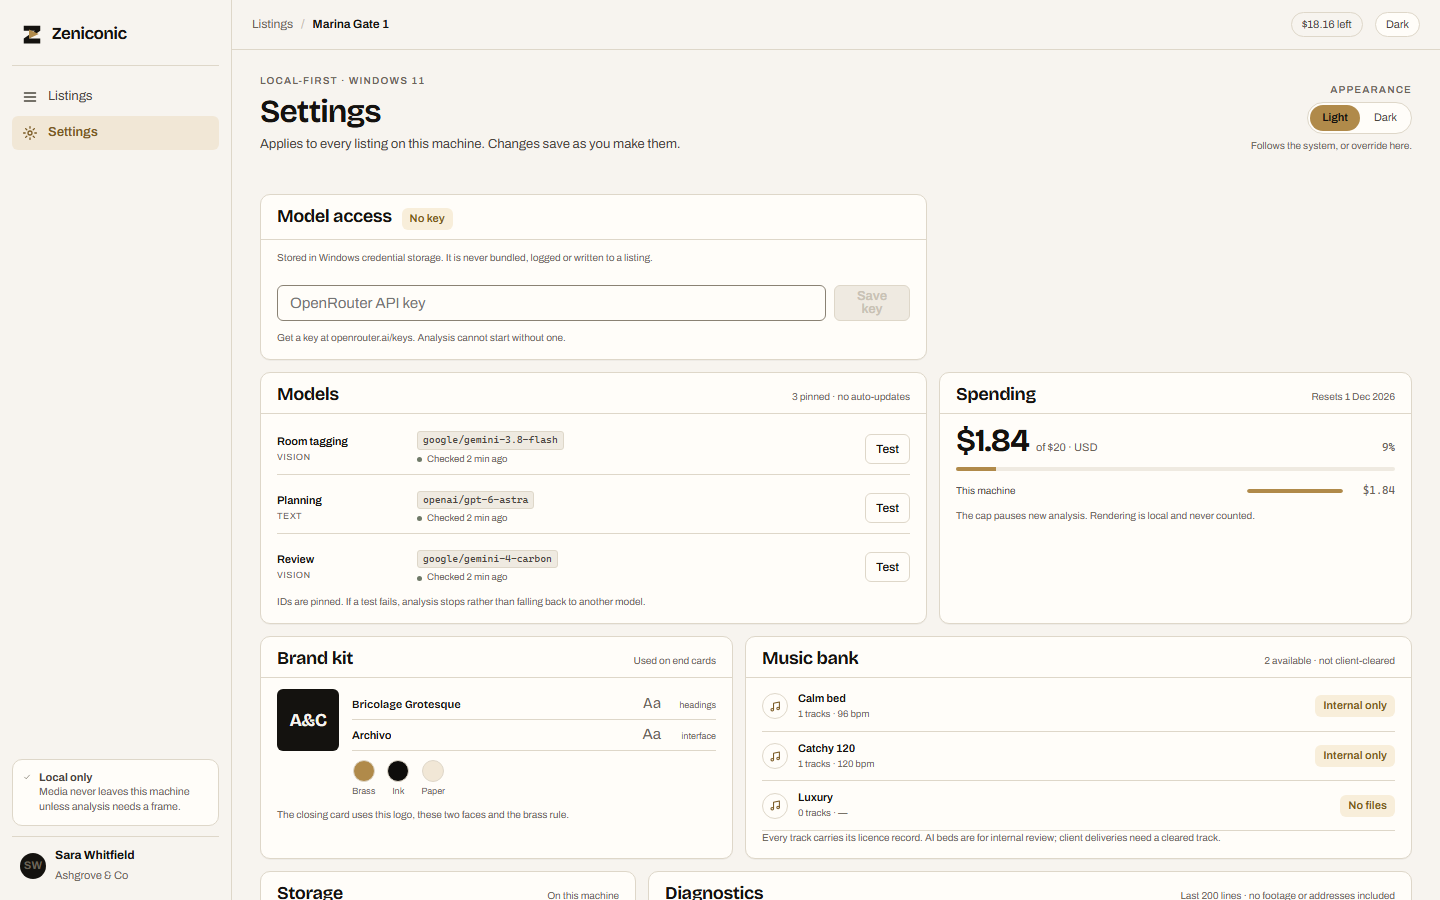 Zeniconic
Listings
Settings
Local only
Media never leaves this machine
unless analysis needs a frame.
SW
Sara Whitfield
Ashgrove & Co
Listings / Marina Gate 1
$18.16 left
Dark
LOCAL-FIRST · WINDOWS 11
Settings
Applies to every listing on this machine. Changes save as you make them.
APPEARANCE
Light
Dark
Follows the system, or override here.
Model access
No key
Stored in Windows credential storage. It is never bundled, logged or written to a listing.
OpenRouter API key
Save
key
Get a key at openrouter.ai/keys. Analysis cannot start without one.
Models
3 pinned · no auto-updates
Room tagging
VISION
google/gemini-3.8-flash
Checked 2 min ago
Test
Planning
TEXT
openai/gpt-6-astra
Checked 2 min ago
Test
Review
VISION
google/gemini-4-carbon
Checked 2 min ago
Test
IDs are pinned. If a test fails, analysis stops rather than falling back to another model.
Spending
Resets 1 Dec 2026
$1.84 of $20 · USD
9%
This machine
$1.84
The cap pauses new analysis. Rendering is local and never counted.
Brand kit
Used on end cards
A&C
Bricolage Grotesque
Aa
headings
Archivo
Aa
interface
Brass
Ink
Paper
The closing card uses this logo, these two faces and the brass rule.
Music bank
2 available · not client-cleared
Calm bed
1 tracks · 96 bpm
Internal only
Catchy 120
1 tracks · 120 bpm
Internal only
Luxury
0 tracks · —
No files
Every track carries its licence record. AI beds are for internal review; client deliveries need a cleared track.
Storage
On this machine
Diagnostics
Last 200 lines · no footage or addresses included